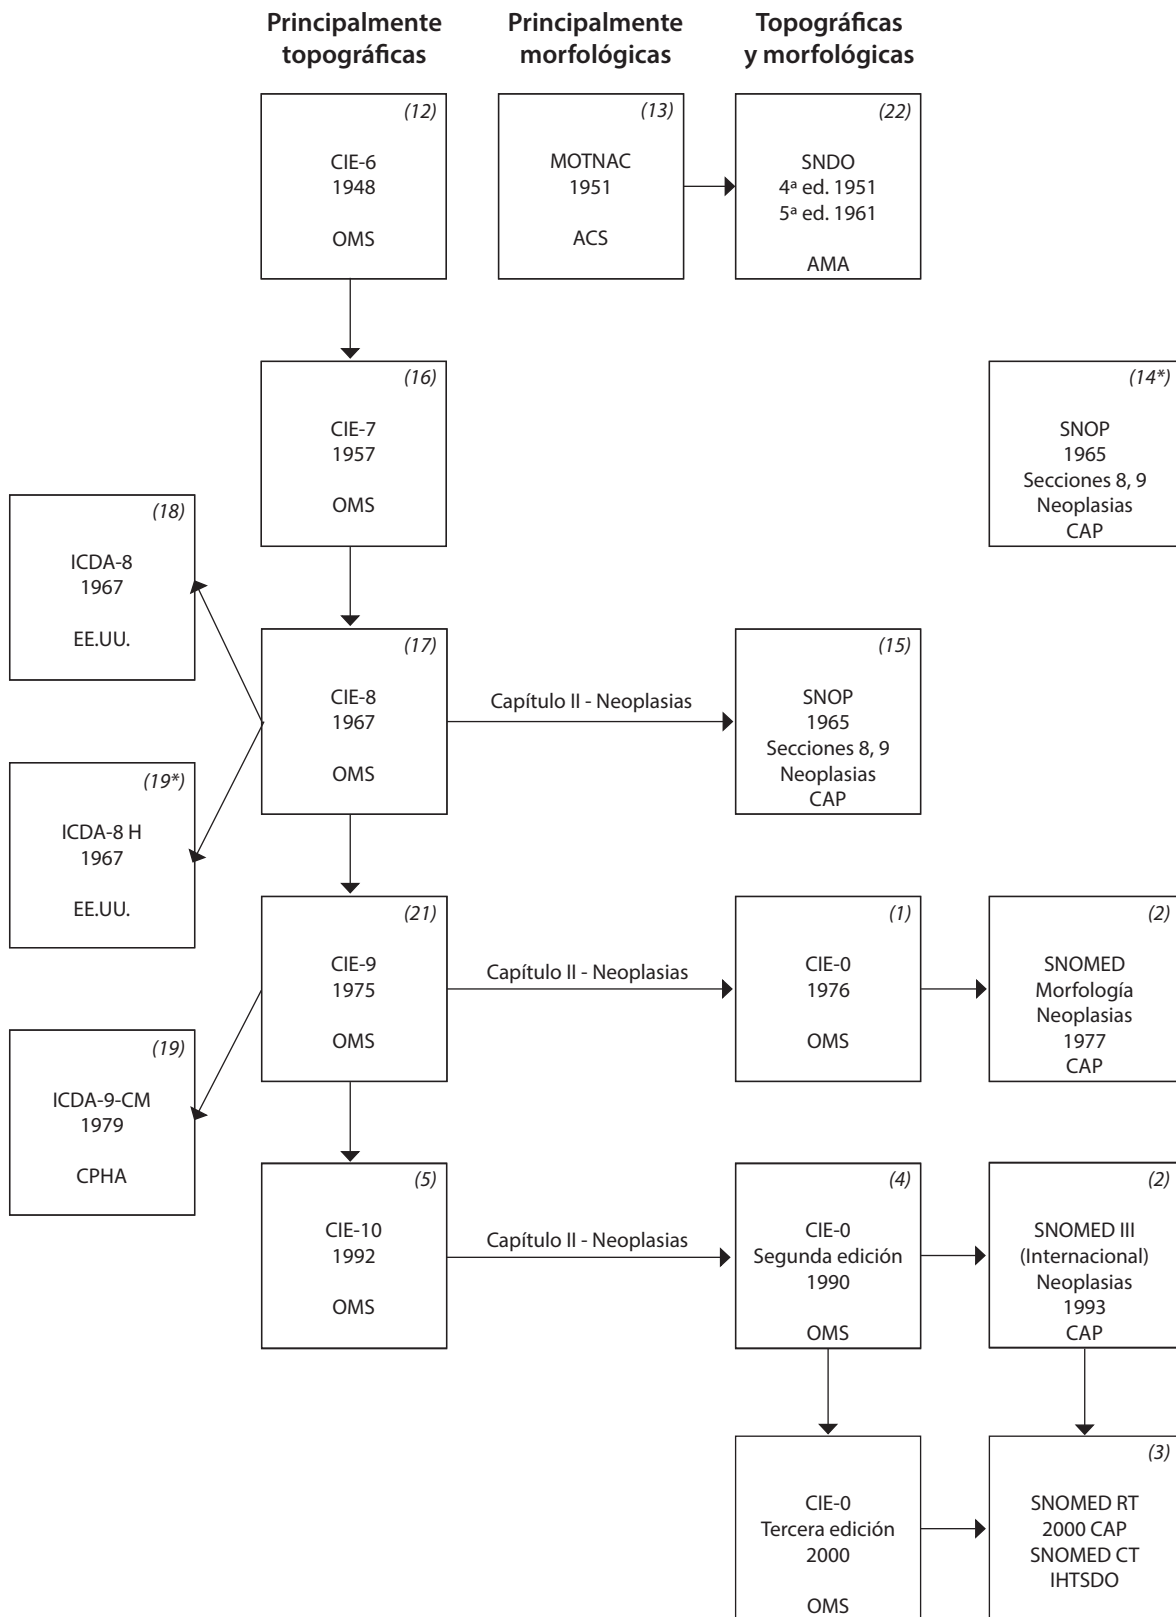 Principalmente
topográficas
Principalmente
morfológicas
Topográficas
y morfológicas
(12)
CIE-6
1948
OMS
(13)
MOTNAC
1951
ACS
(22)
SNDO
4ª ed. 1951
5ª ed. 1961
AMA
(16)
CIE-7
1957
OMS
(14*)
SNOP
1965
Secciones 8, 9
Neoplasias
CAP
(18)
ICDA-8
1967
EE.UU.
(17)
CIE-8
1967
OMS
Capítulo II - Neoplasias
(15)
SNOP
1965
Secciones 8, 9
Neoplasias
CAP
(19*)
ICDA-8 H
1967
EE.UU.
(21)
CIE-9
1975
OMS
Capítulo II - Neoplasias
(1)
CIE-0
1976
OMS
(2)
SNOMED
Morfología
Neoplasias
1977
CAP
(19)
ICDA-9-CM
1979
CPHA
(5)
CIE-10
1992
OMS
Capítulo II - Neoplasias
(4)
CIE-0
Segunda edición
1990
OMS
(2)
SNOMED III
(Internacional)
Neoplasias
1993
CAP
CIE-0
Tercera edición
2000
OMS
(3)
SNOMED RT
2000 CAP
SNOMED CT
IHTSDO